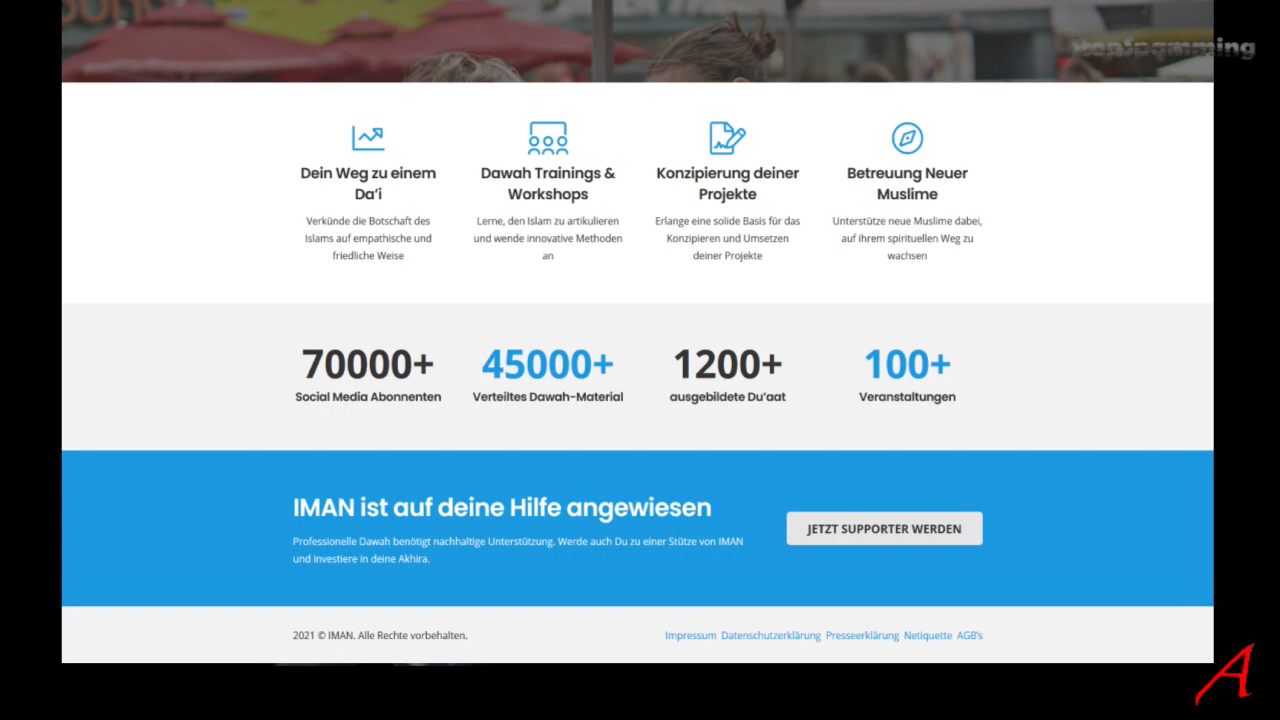 Dein Weg zu einem
Da’i
Verkünde die Botschaft des
Islams auf empathische und
friedliche Weise
Dawah Trainings &
Workshops
Lerne, den Islam zu artikulieren
und wende innovative Methoden
an
Konzipierung deiner
Projekte
Erlange eine solide Basis für das
Konzipieren und Umsetzen
deiner Projekte
Betreuung Neuer
Muslime
Unterstütze neue Muslime dabei,
auf ihrem spirituellen Weg zu
wachsen
70000+
Social Media Abonnenten
45000+
Verteiltes Dawah-Material
1200+
ausgebildete Du’aat
100+
Veranstaltungen
IMAN ist auf deine Hilfe angewiesen
Professionelle Dawah benötigt nachhaltige Unterstützung. Werde auch Du zu einer Stütze von IMAN
und investiere in deine Akhira.
JETZT SUPPORTER WERDEN
2021 © IMAN. Alle Rechte vorbehalten.
Impressum Datenschutzerklärung Presseerklärung Netiquette AGB's
A